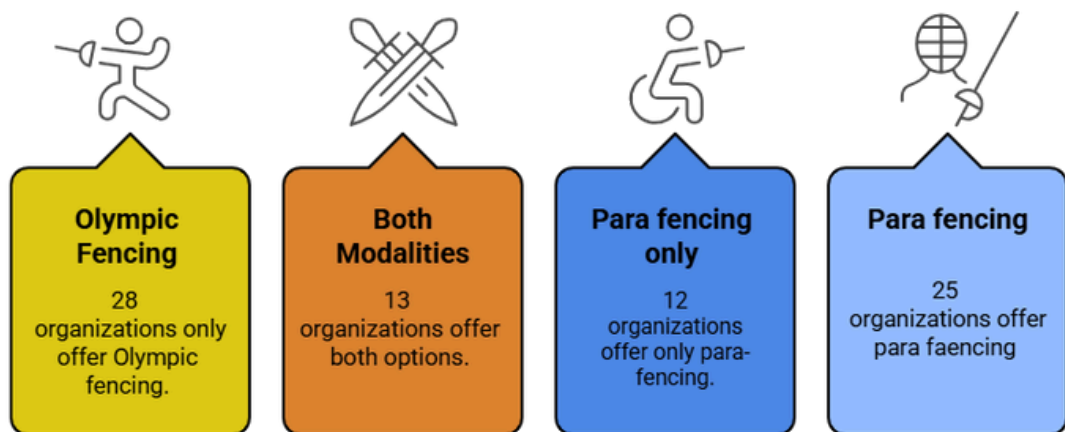 Olympic
Fencing
28
organizations only
offer Olympic
fencing.
Both
Modalities
13
organizations offer
both options.
Para fencing
only
12
organizations
offer only para-
fencing.
Para fencing
25
organizations offer
para faencing